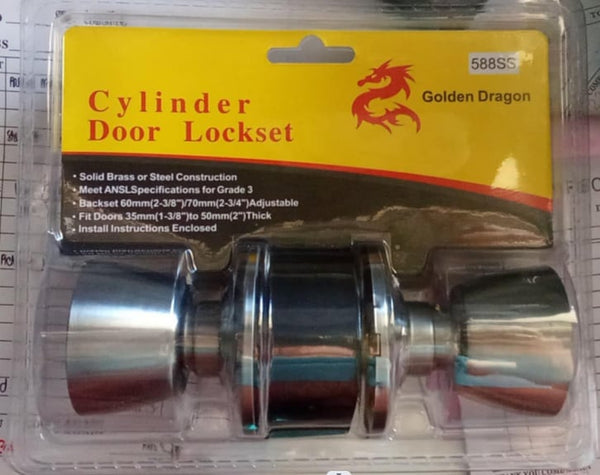 588SS
Golden Dragon
Cylinder
Door Lockset
• Solid Brass or Steel Construction
• Meet ANSLSpecifications for Grade 3
• Backset 60mm(2-3/8")/70mm(2-3/4")Adjustable
• Fit Doors 35mm(1-3/8")to 50mm(2")Thick
• Install Instructions Enclosed